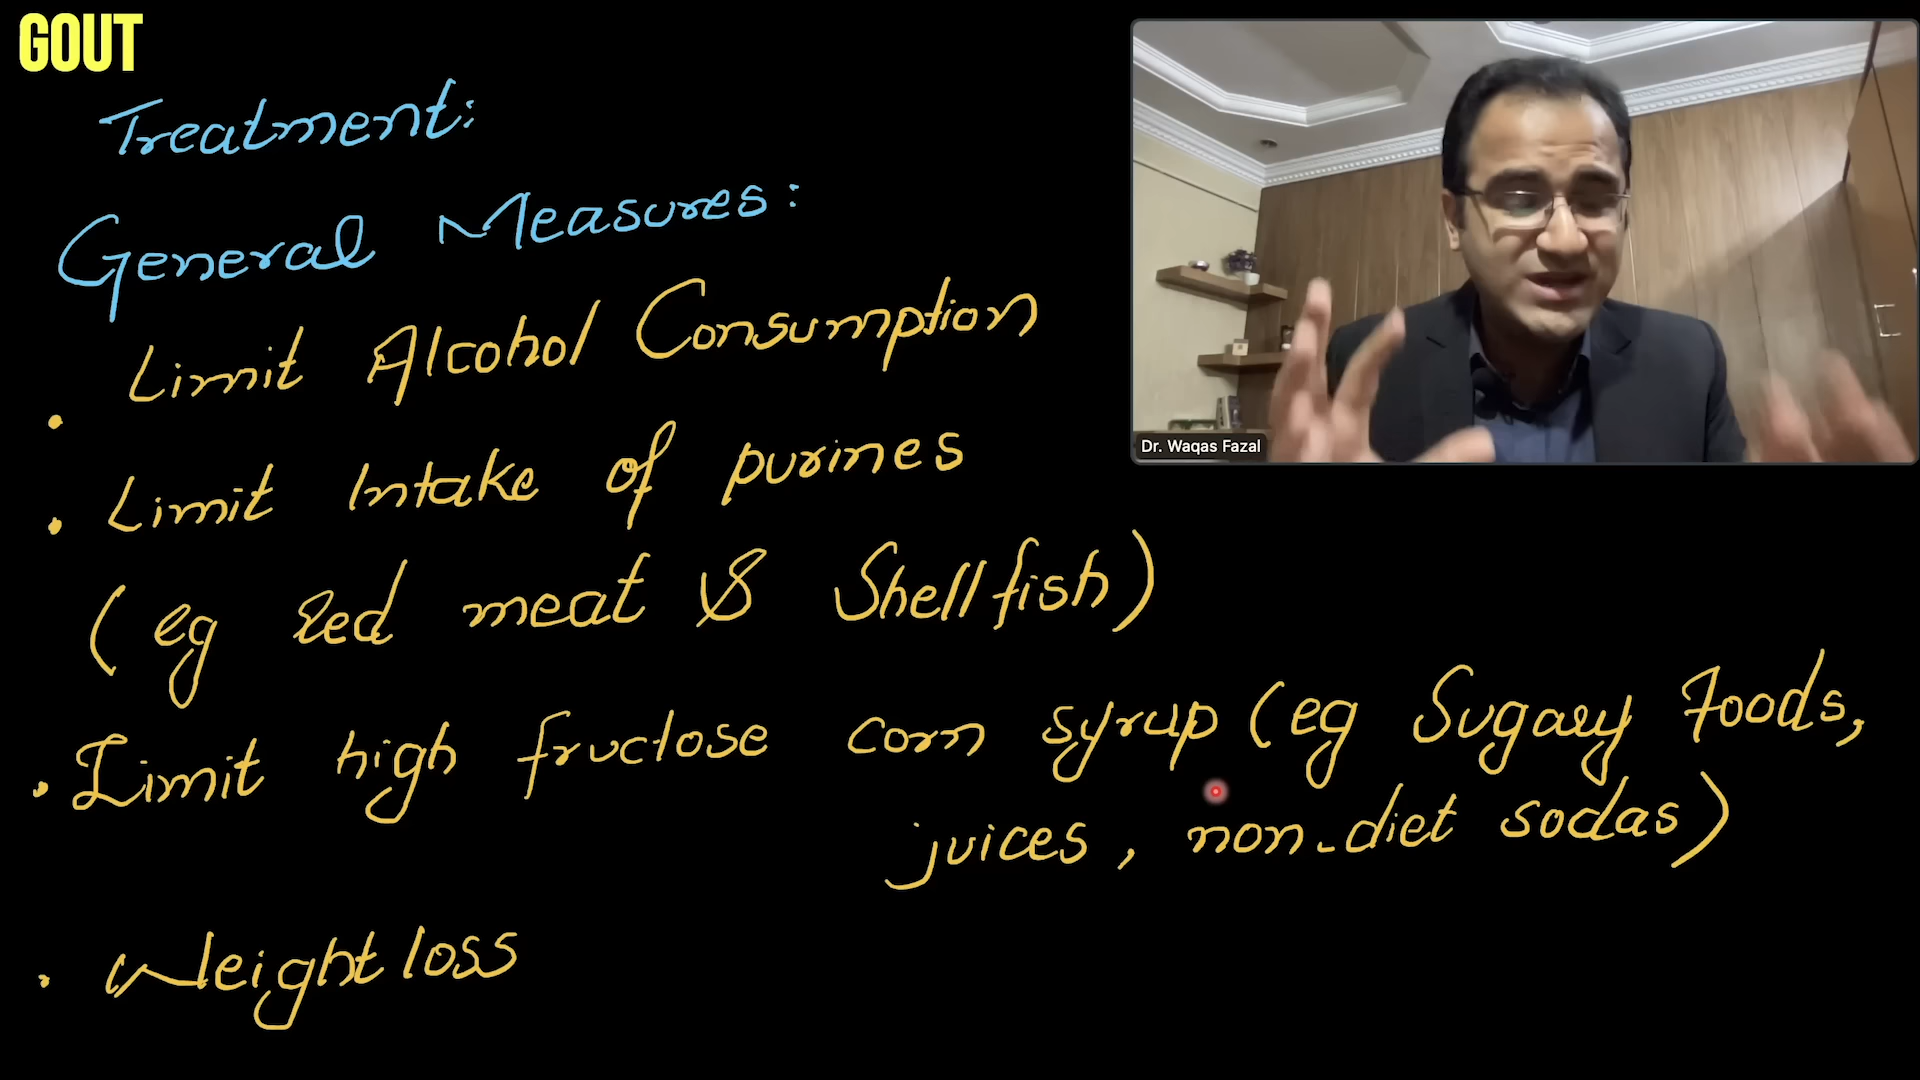 GOUT
Treatment:
General Measures:
• Limit Alcohol Consumption
• Limit Intake of purines
(eg Red meat & Shellfish)
• Limit high fructose corn syrup (eg Sugary Foods,
juices, non-diet sodas)
• Weight loss
Dr. Waqas Fazal